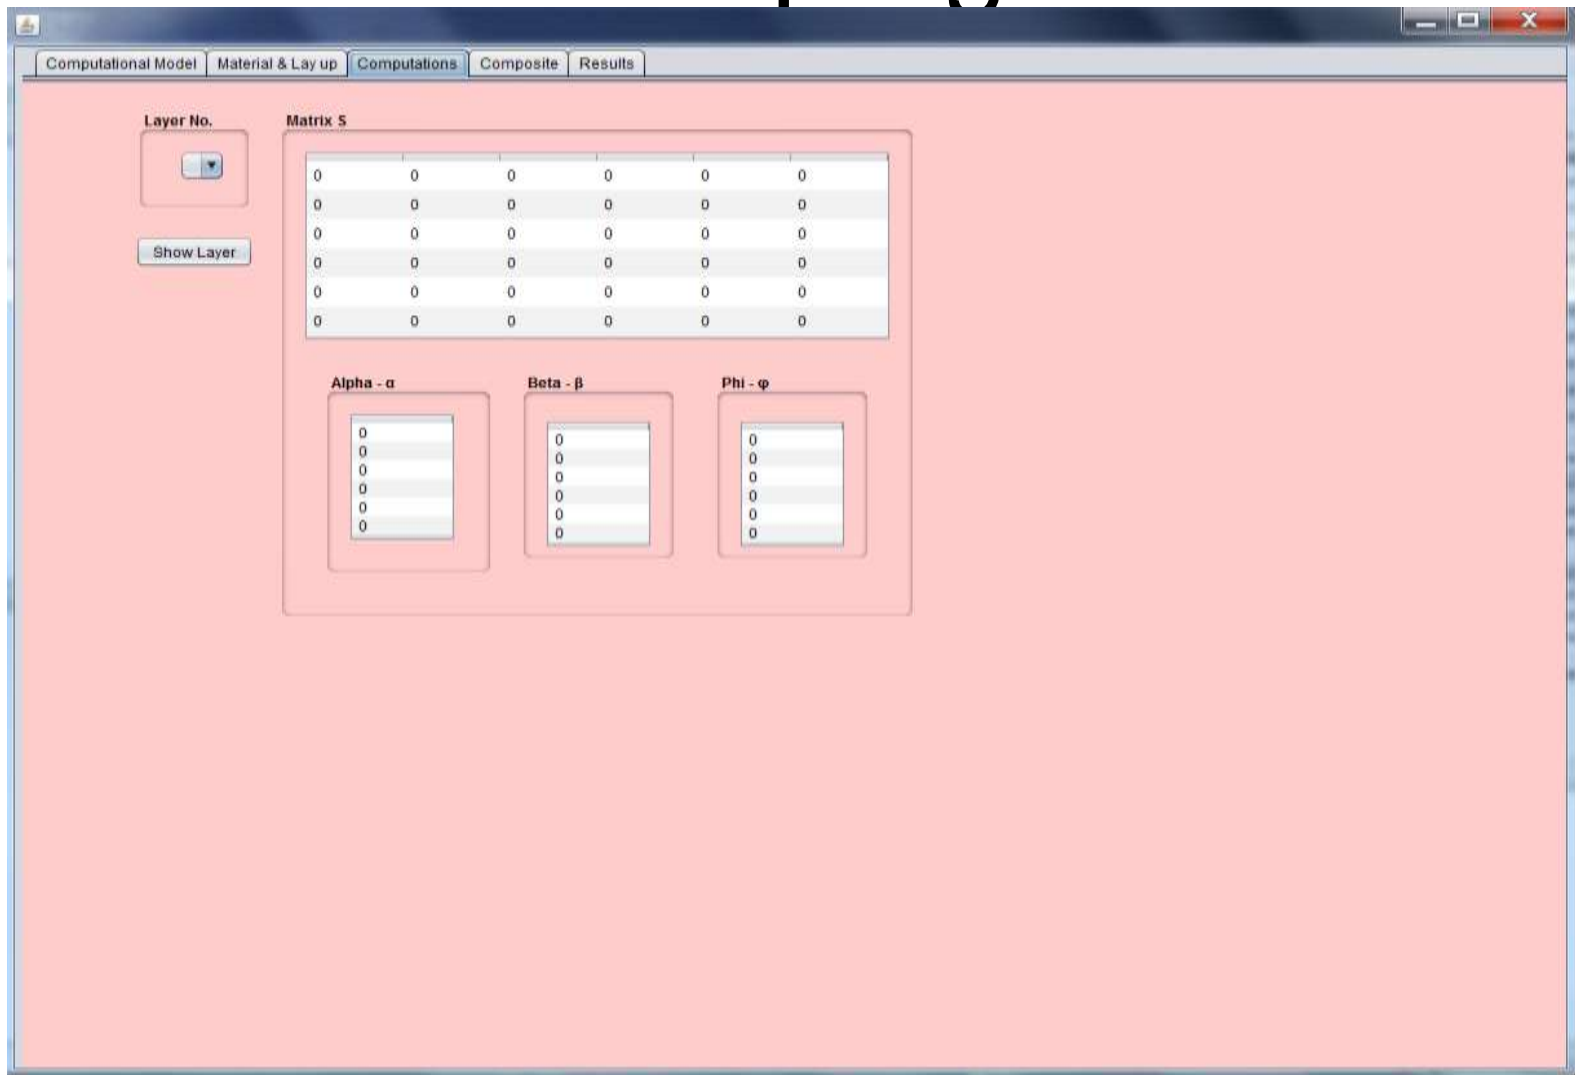 Computational Model Material & Lay up Computations Composite Results
Layer No. Matrix S
0 0 0 0 0 0
0 0 0 0 0 0
0 0 0 0 0 0
Show Layer
0 0 0 0 0 0
0 0 0 0 0 0
0 0 0 0 0 0
Alpha - α Beta - β Phi - φ
0 0 0
0 0 0
0 0 0
0 0 0
0 0 0
0 0 0